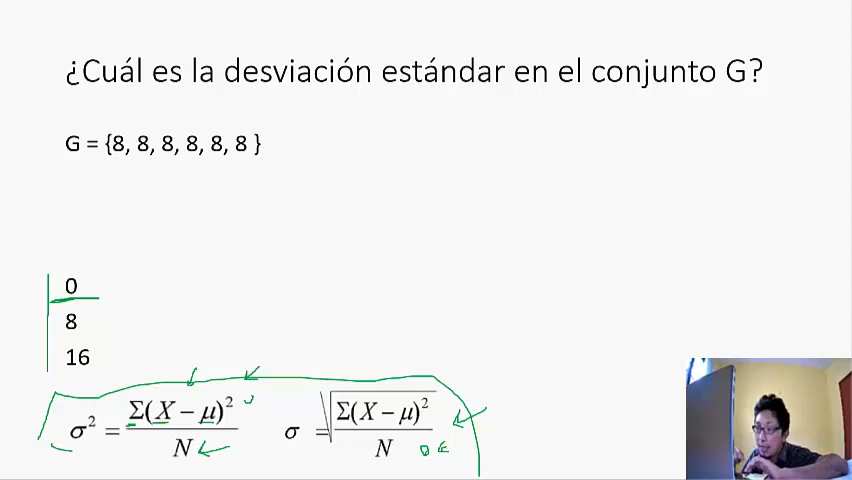 ¿Cuál es la desviación estándar en el conjunto G?
G = {8, 8, 8, 8, 8, 8 }
0
8
16
σ² = Σ(X − μ)² / N    σ = √(Σ(X − μ)² / N)